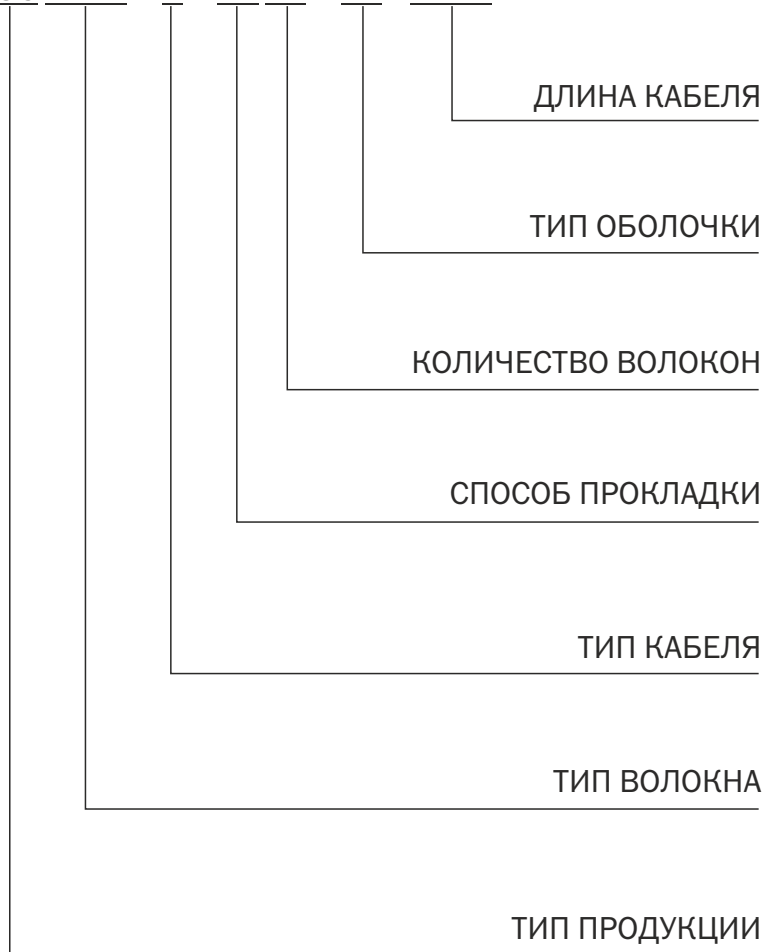 ДЛИНА КАБЕЛЯ
ТИП ОБОЛОЧКИ
КОЛИЧЕСТВО ВОЛОКОН
СПОСОБ ПРОКЛАДКИ
ТИП КАБЕЛЯ
ТИП ВОЛОКНА
ТИП ПРОДУКЦИИ